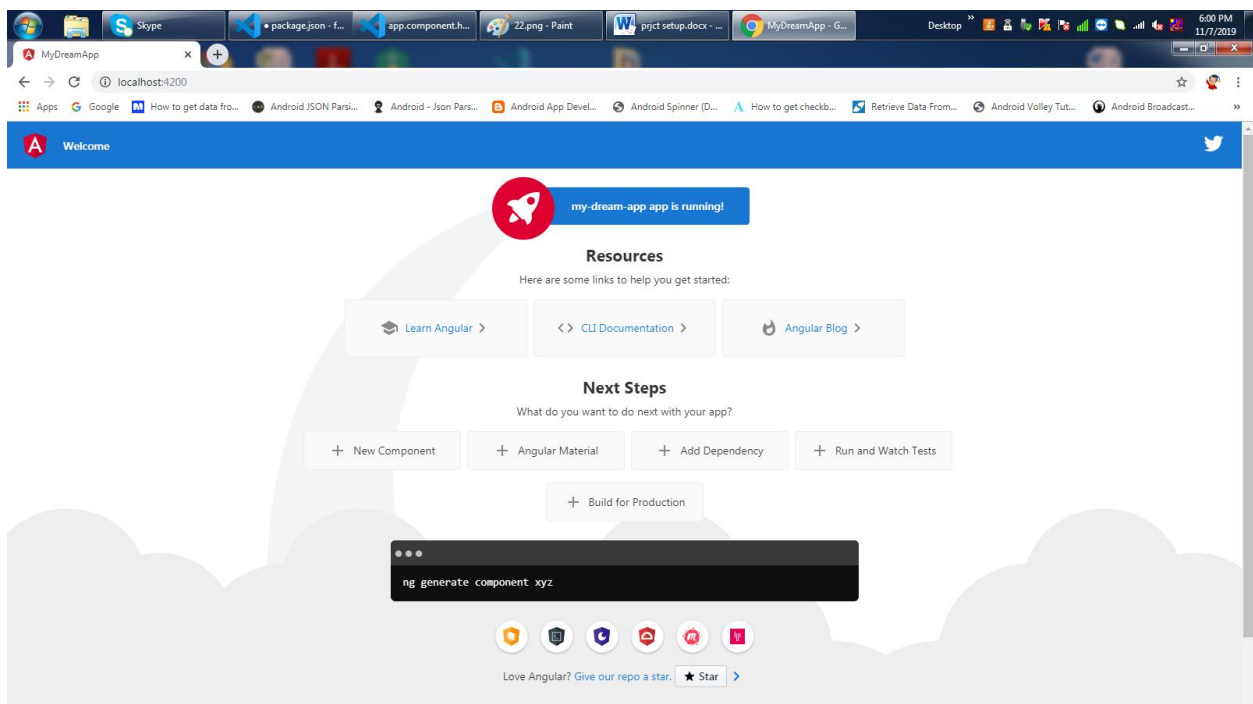 Skype
● package.json - f...
app.component.h...
22.png - Paint
prjct setup.docx - ...
MyDreamApp - G...
Desktop
»
6:00 PM
11/7/2019
MyDreamApp
localhost:4200
Apps
Google
How to get data fro...
Android JSON Parsi...
Android - Json Pars...
Android App Devel...
Android Spinner (D...
How to get checkb...
Retrieve Data From...
Android Volley Tut...
Android Broadcast...
»
Welcome
my-dream-app app is running!
Resources
Here are some links to help you get started:
Learn Angular
CLI Documentation
Angular Blog
Next Steps
What do you want to do next with your app?
New Component
Angular Material
Add Dependency
Run and Watch Tests
Build for Production
ng generate component xyz
Love Angular? Give our repo a star. Star